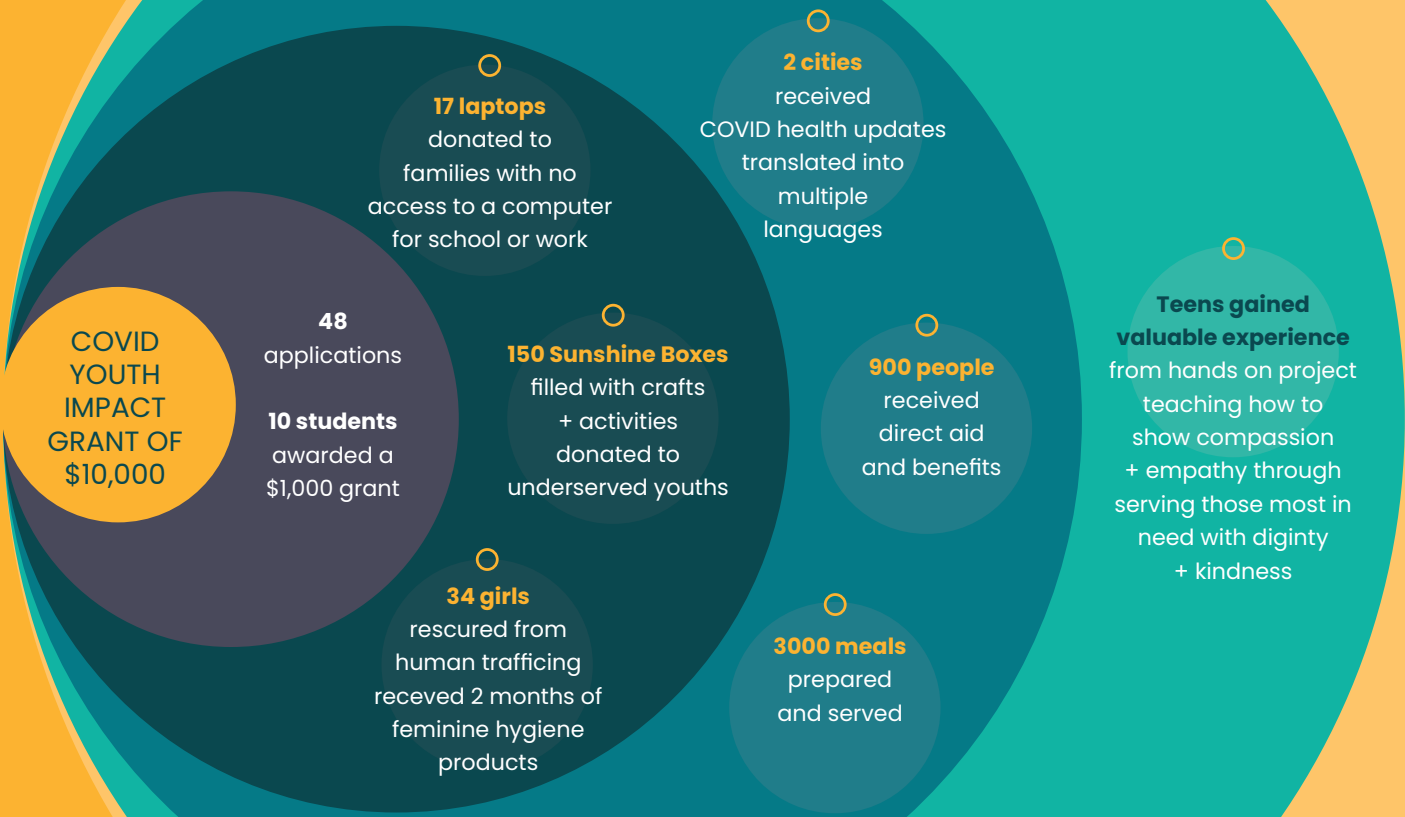 COVID
YOUTH
IMPACT
GRANT OF
$10,000
48
applications
10 students
awarded a
$1,000 grant
17 laptops
donated to
families with no
access to a computer
for school or work
150 Sunshine Boxes
filled with crafts
+ activities
donated to
underserved youths
34 girls
rescured from
human trafficing
receved 2 months of
feminine hygiene
products
2 cities
received
COVID health updates
translated into
multiple
languages
900 people
received
direct aid
and benefits
3000 meals
prepared
and served
Teens gained
valuable experience
from hands on project
teaching how to
show compassion
+ empathy through
serving those most in
need with diginty
+ kindness